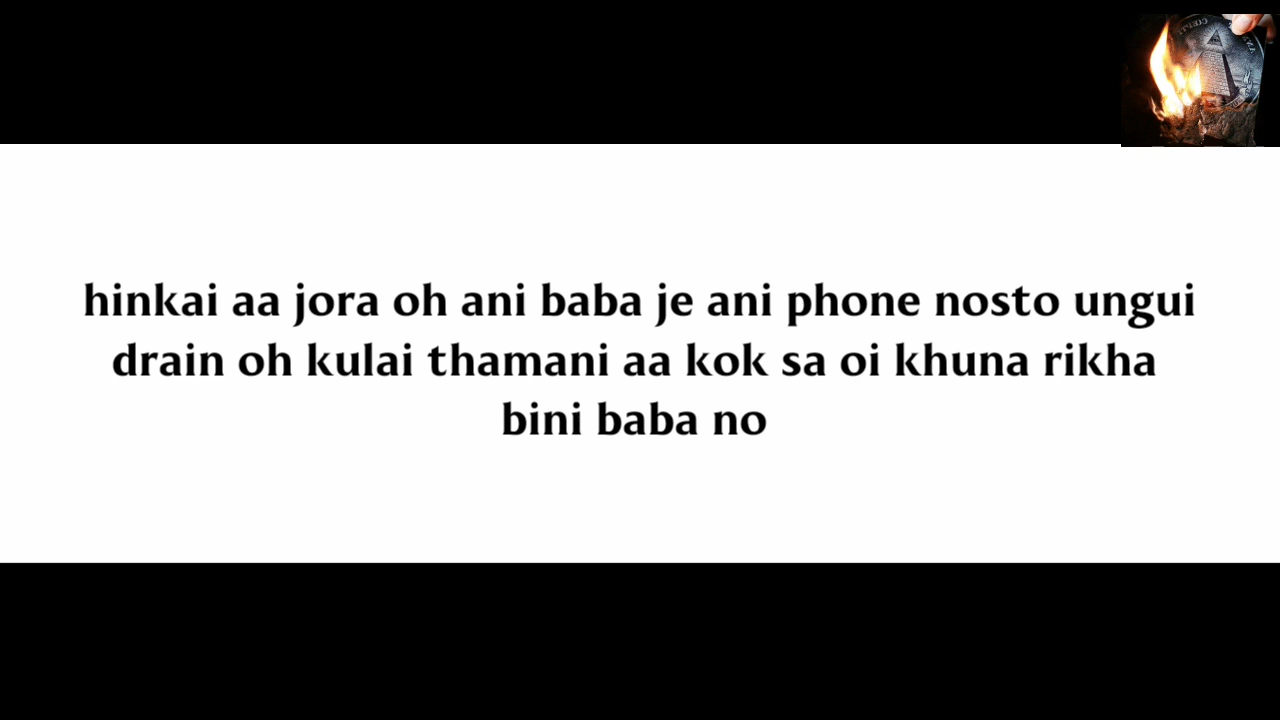 hinkai aa jora oh ani baba je ani phone nosto ungui
drain oh kulai thamani aa kok sa oi khuna rikha
bini baba no